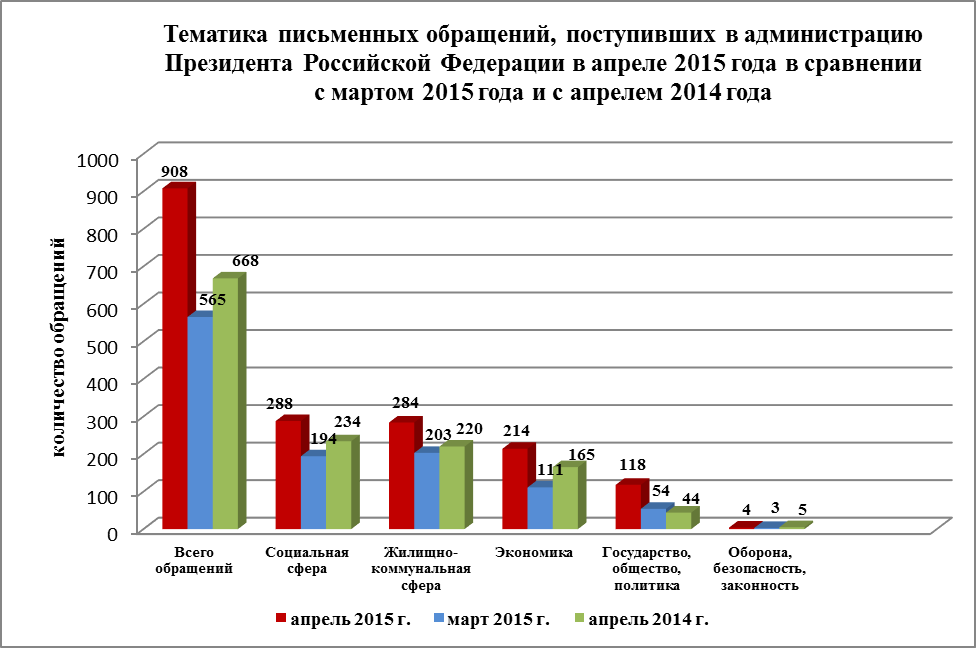 Тематика письменных обращений, поступивших в администрацию
Президента Российской Федерации в апреле 2015 года в сравнении
с мартом 2015 года и с апрелем 2014 года
количество обращений
1000
900
800
700
600
500
400
300
200
100
0
908
565
668
288
194
234
284
203
220
214
111
165
118
54
44
4
3
5
Всего
обращений
Социальная
сфера
Жилищно-
коммунальная
сфера
Экономика
Государство,
общество,
политика
Оборона,
безопасность,
законность
апрель 2015 г.
март 2015 г.
апрель 2014 г.